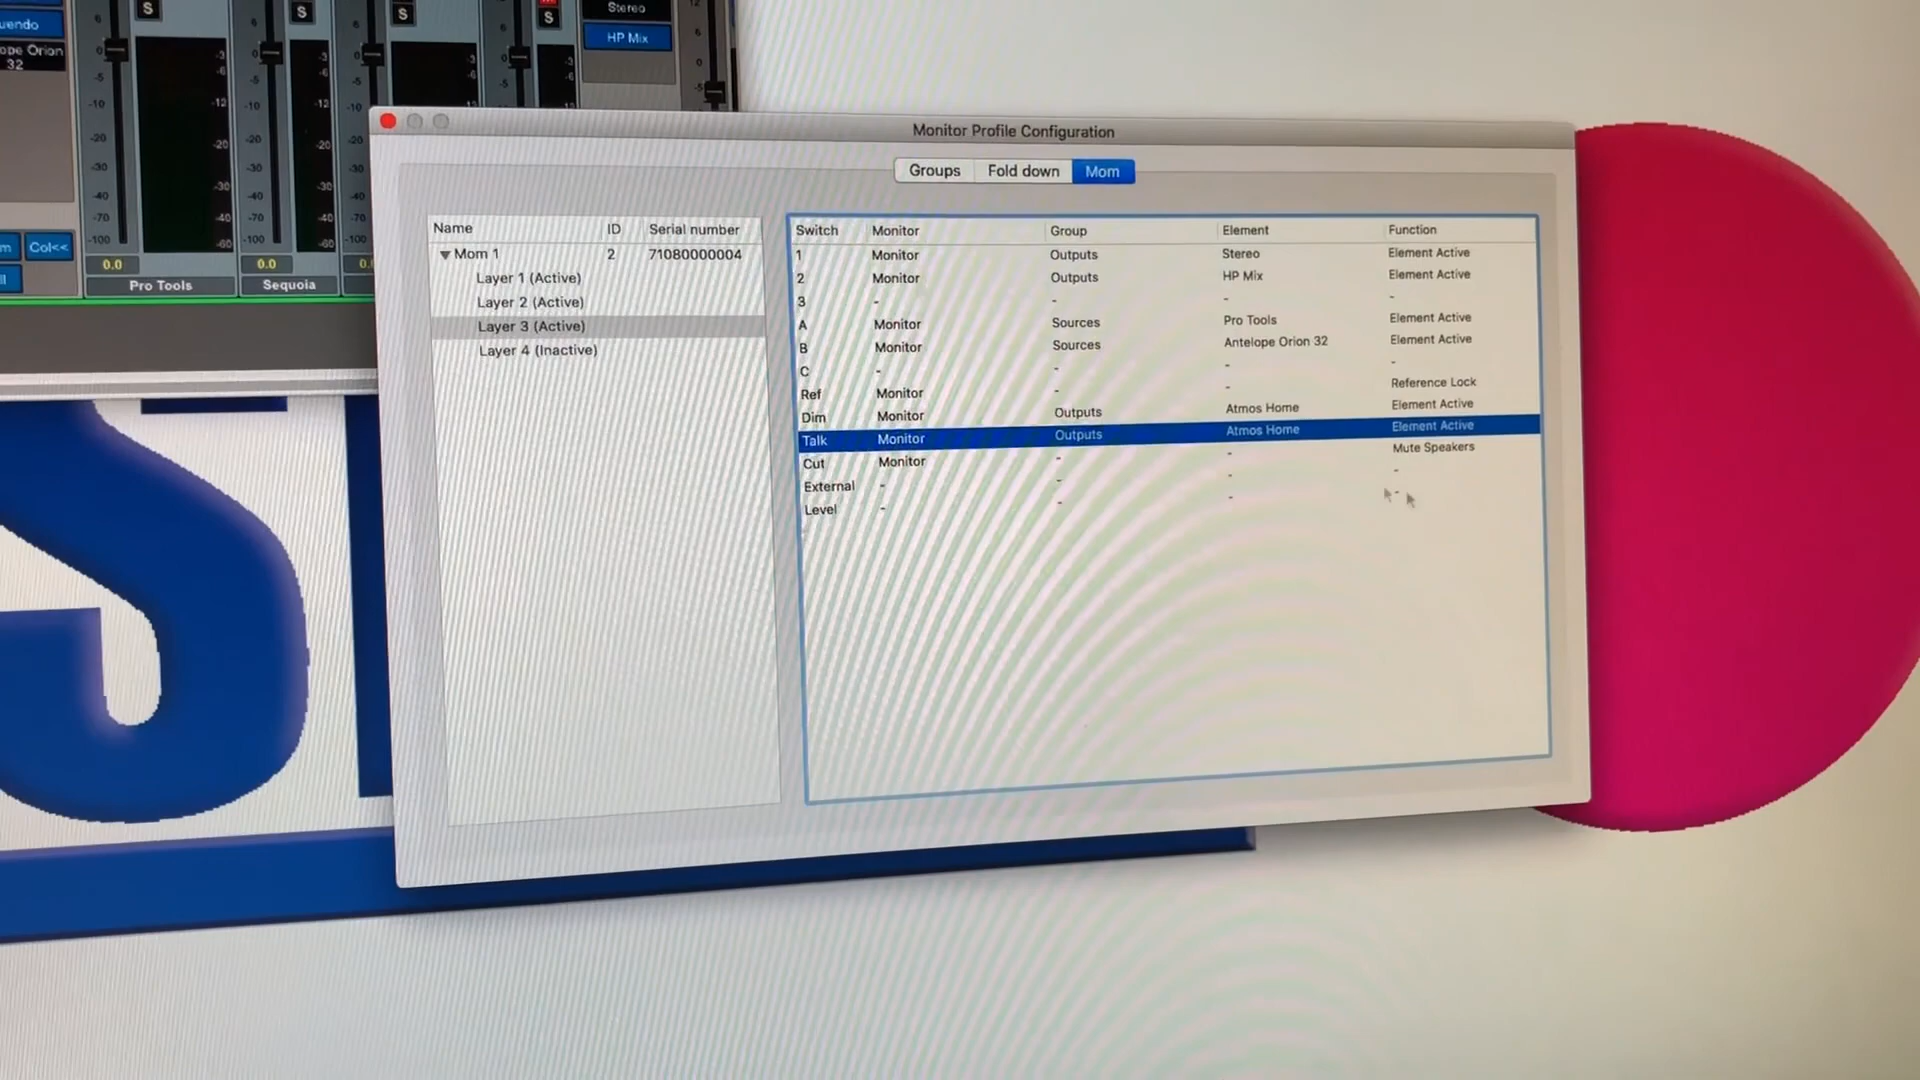 S S S S
uendo
ope Orion
32
Stereo
HP Mix
Col<<
0.0 0.0
Pro Tools Sequoia
Monitor Profile Configuration
Groups Fold down Mom
Name ID Serial number
Mom 1 2 71080000004
Layer 1 (Active)
Layer 2 (Active)
Layer 3 (Active)
Layer 4 (Inactive)
Switch Monitor Group Element Function
1 Monitor Outputs Stereo Element Active
2 Monitor Outputs HP Mix Element Active
3 - - - -
A Monitor Sources Pro Tools Element Active
B Monitor Sources Antelope Orion 32 Element Active
C - - - -
Ref Monitor - - Reference Lock
Dim Monitor Outputs Atmos Home Element Active
Talk Monitor Outputs Atmos Home Element Active
Cut Monitor - - Mute Speakers
External - - - -
Level - - - -